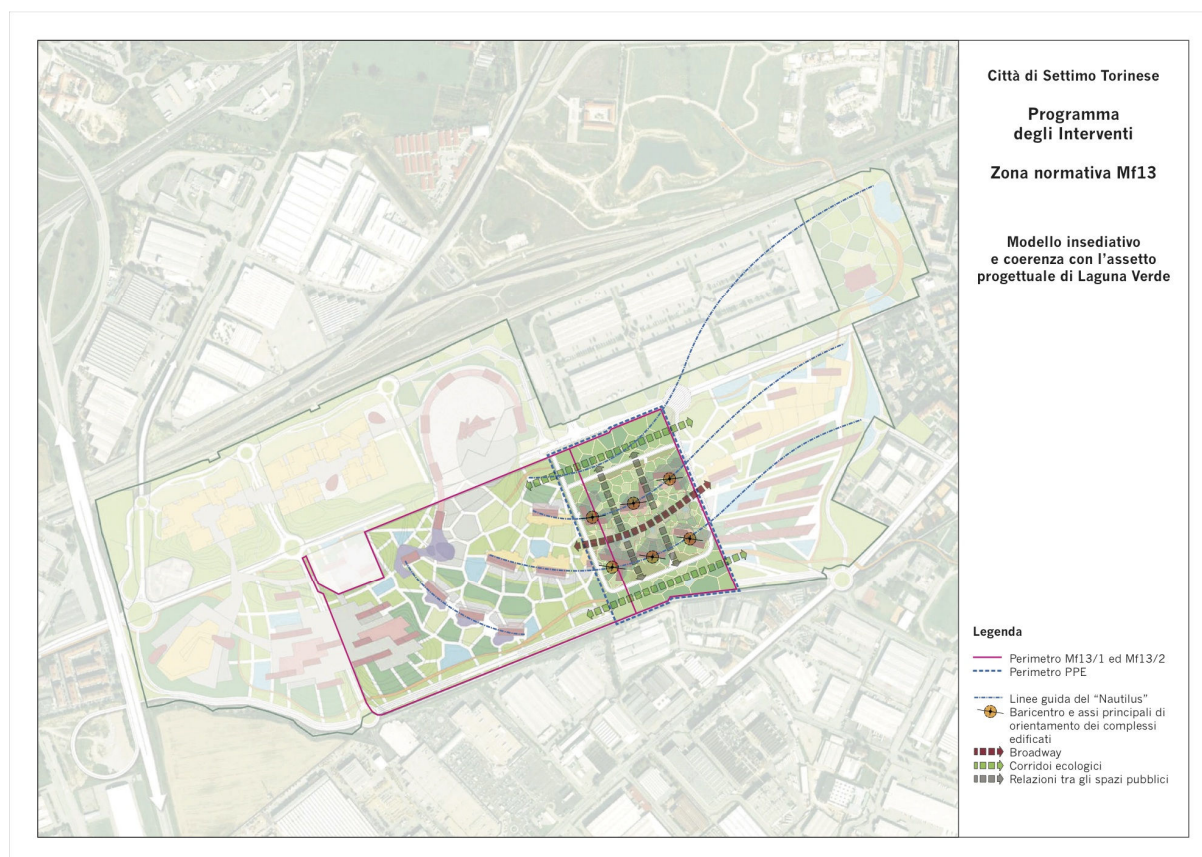 Città di Settimo Torinese
Programma
degli Interventi
Zona normativa Mf13
Modello insediativo
e coerenza con l'assetto
progettuale di Laguna Verde
Legenda
Perimetro Mf13/1 ed Mf13/2
Perimetro PPE
Linee guida del "Nautilus"
Baricentro e assi principali di
orientamento dei complessi
edificati
Broadway
Corridoi ecologici
Relazioni tra gli spazi pubblici